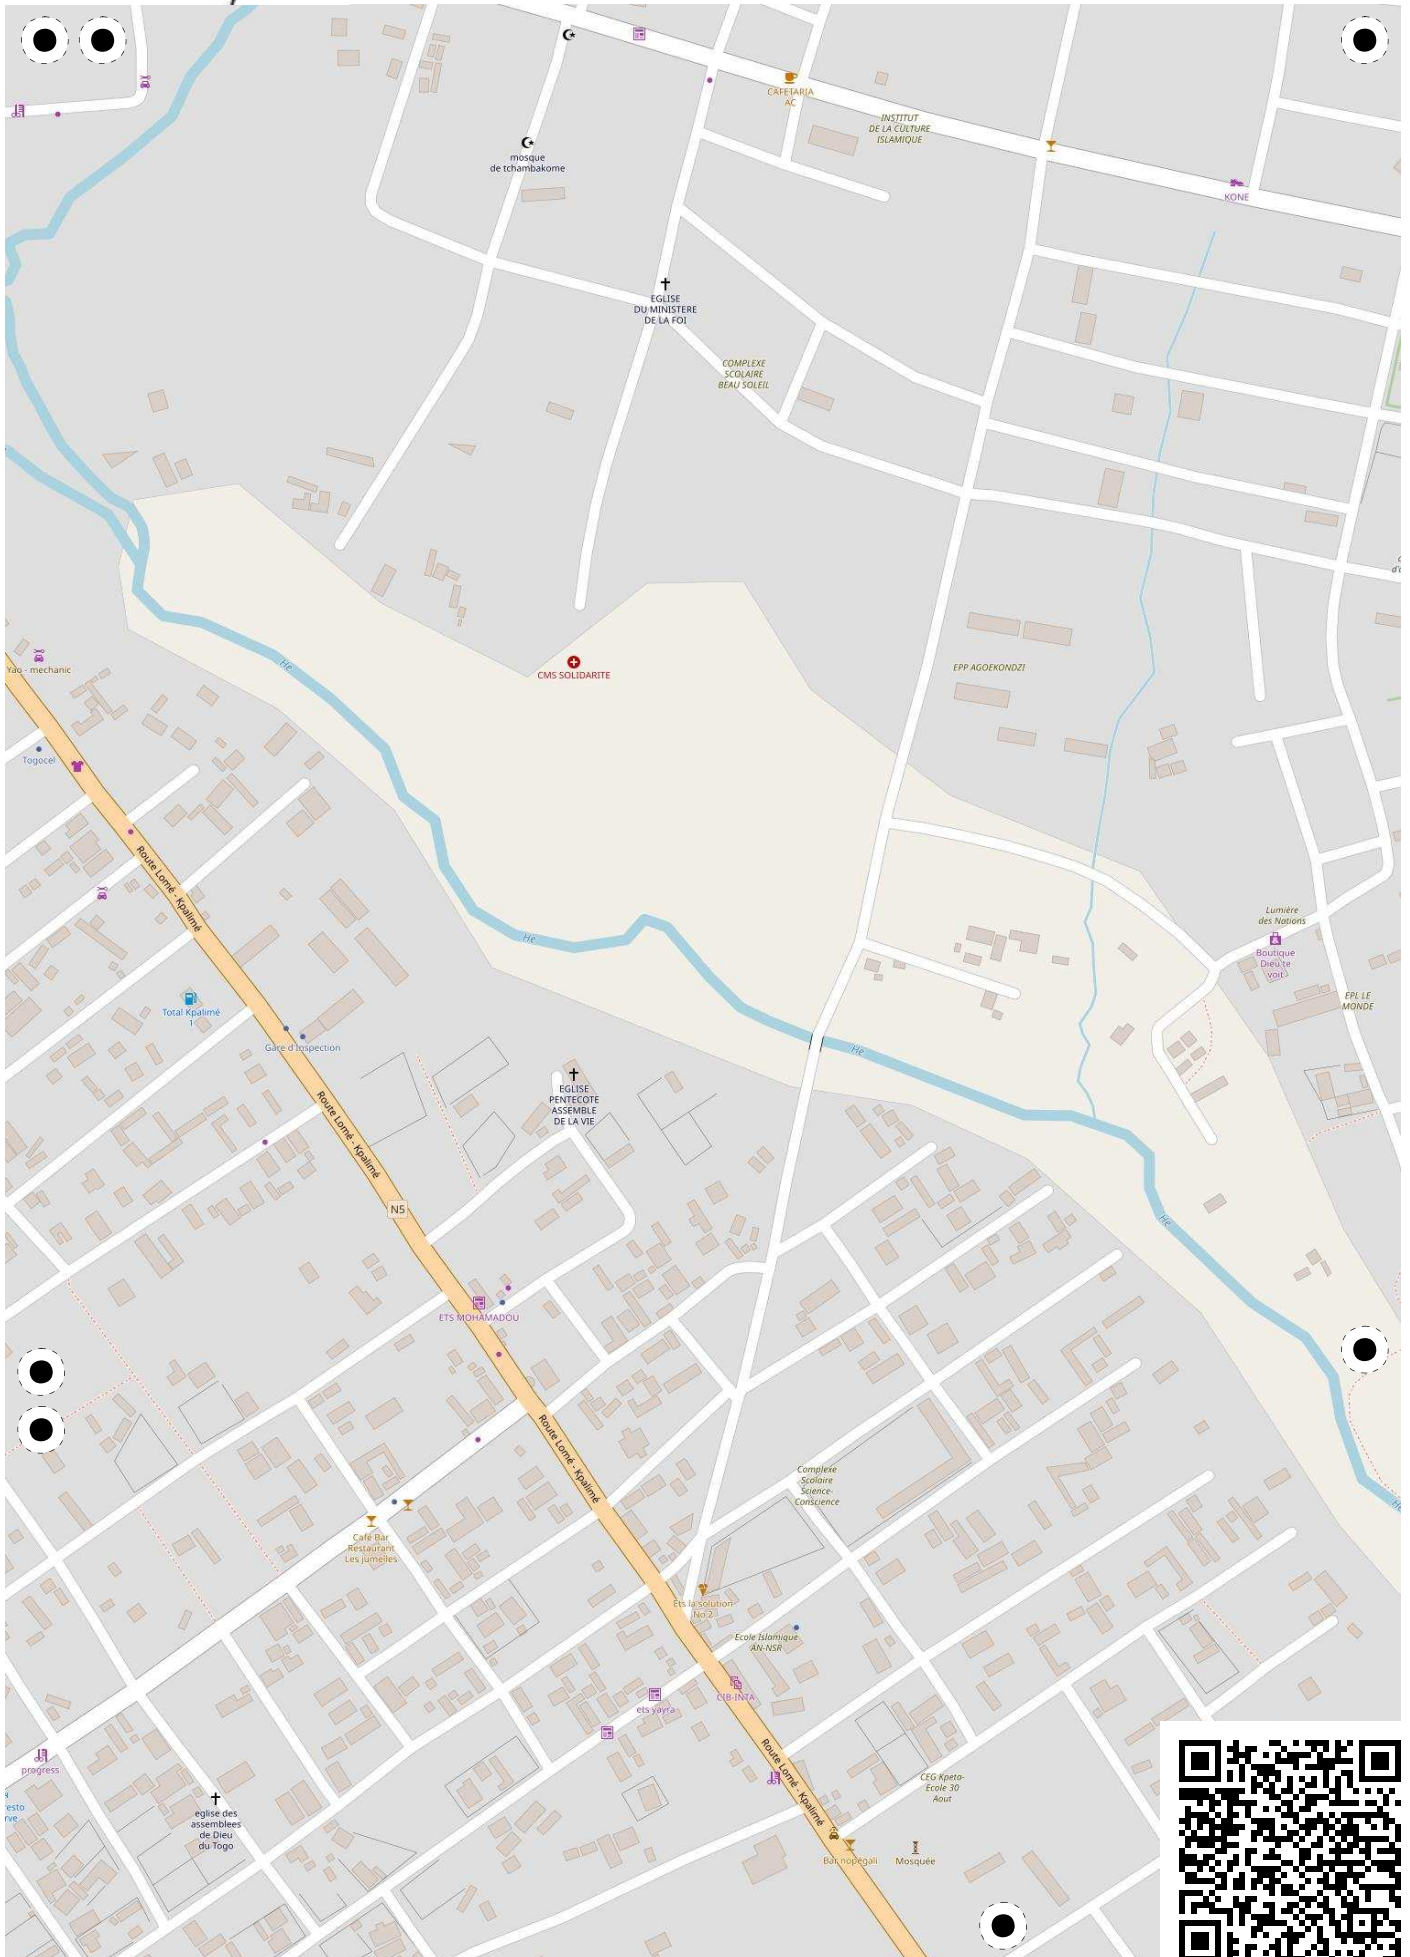 CAFETARIA
AC
INSTITUT
DE LA CULTURE
ISLAMIQUE
mosque
de tchambakome
KONE
EGLISE
DU MINISTERE
DE LA FOI
COMPLEXE
SCOLAIRE
BEAU SOLEIL
Yao - mechanic
Hè
CMS SOLIDARITE
EPP AGOEKONDZI
Togocel
Route Lomé - Kpalimé
Lumière
des Nations
Hè
Boutique
Dieu te
voit
EPL LE
MONDE
Total Kpalimé
1
Gare d'Inspection
Hè
EGLISE
PENTECOTE
ASSEMBLE
DE LA VIE
Route Lomé - Kpalimé
N5
Hè
ETS MOHAMADOU
Route Lomé - Kpalimé
Complexe
Scolaire
Science-
Conscience
Hè
Café Bar
Restaurant
Les jumelles
Ets la solution
No 2
Ecole Islamique
AN-NSR
CIB-INTA
ets yayra
Route Lomé - Kpalimé
progress
CEG Kpeta-
Ecole 30
Aout
eglise des
assemblees
de Dieu
du Togo
Bar nopegali
Mosquée